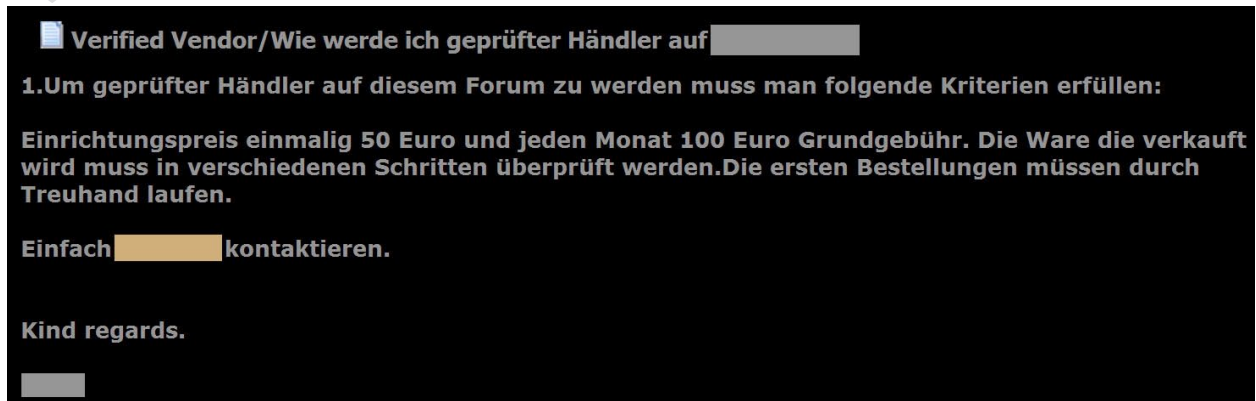 Verified Vendor/Wie werde ich geprüfter Händler auf
1.Um geprüfter Händler auf diesem Forum zu werden muss man folgende Kriterien erfüllen:
Einrichtungspreis einmalig 50 Euro und jeden Monat 100 Euro Grundgebühr. Die Ware die verkauft
wird muss in verschiedenen Schritten überprüft werden.Die ersten Bestellungen müssen durch
Treuhand laufen.
Einfach kontaktieren.
Kind regards.